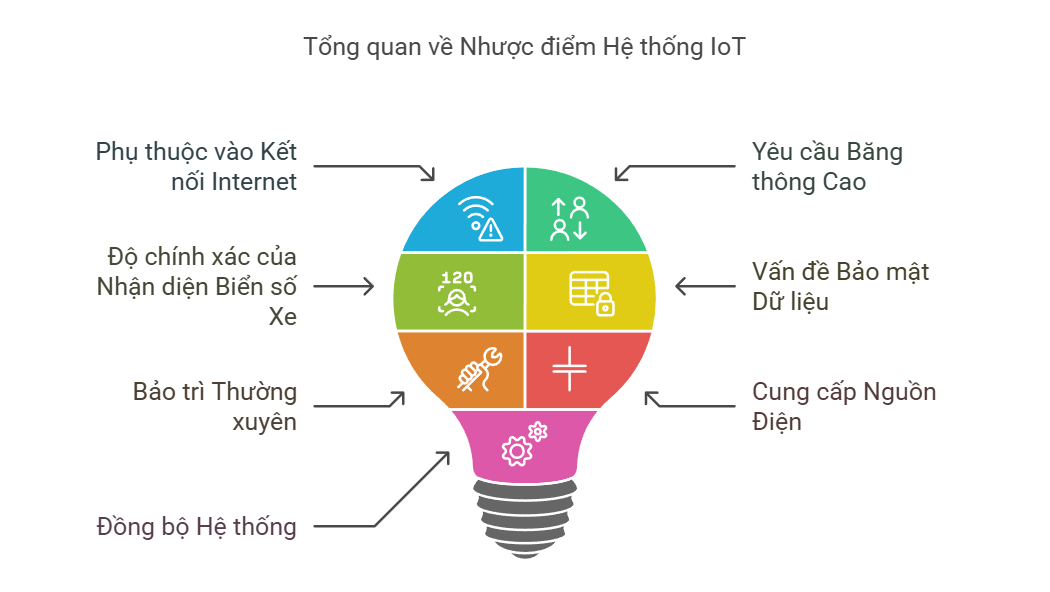 Tổng quan về Nhược điểm Hệ thống IoT
Phụ thuộc vào Kết
nối Internet
Yêu cầu Băng
thông Cao
Độ chính xác của
Nhận diện Biển số
Xe
120
Vấn đề Bảo mật
Dữ liệu
Bảo trì Thường
xuyên
Cung cấp Nguồn
Điện
Đồng bộ Hệ thống